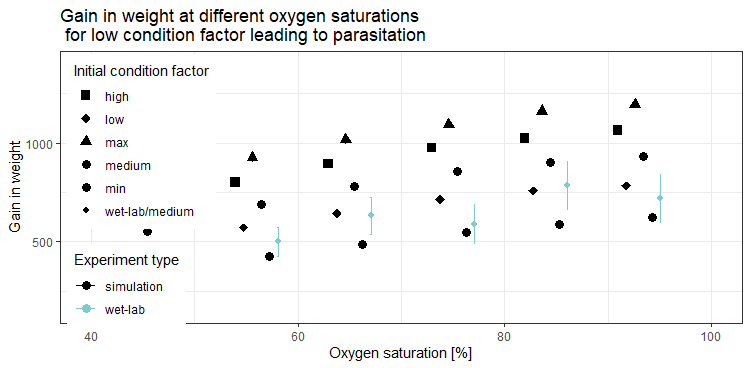 Gain in weight at different oxygen saturations
for low condition factor leading to parasitation
Initial condition factor
high
low
max
medium
min
wet-lab/medium
Experiment type
simulation
wet-lab
Gain in weight
1000
500
40
60
80
100
Oxygen saturation [%]